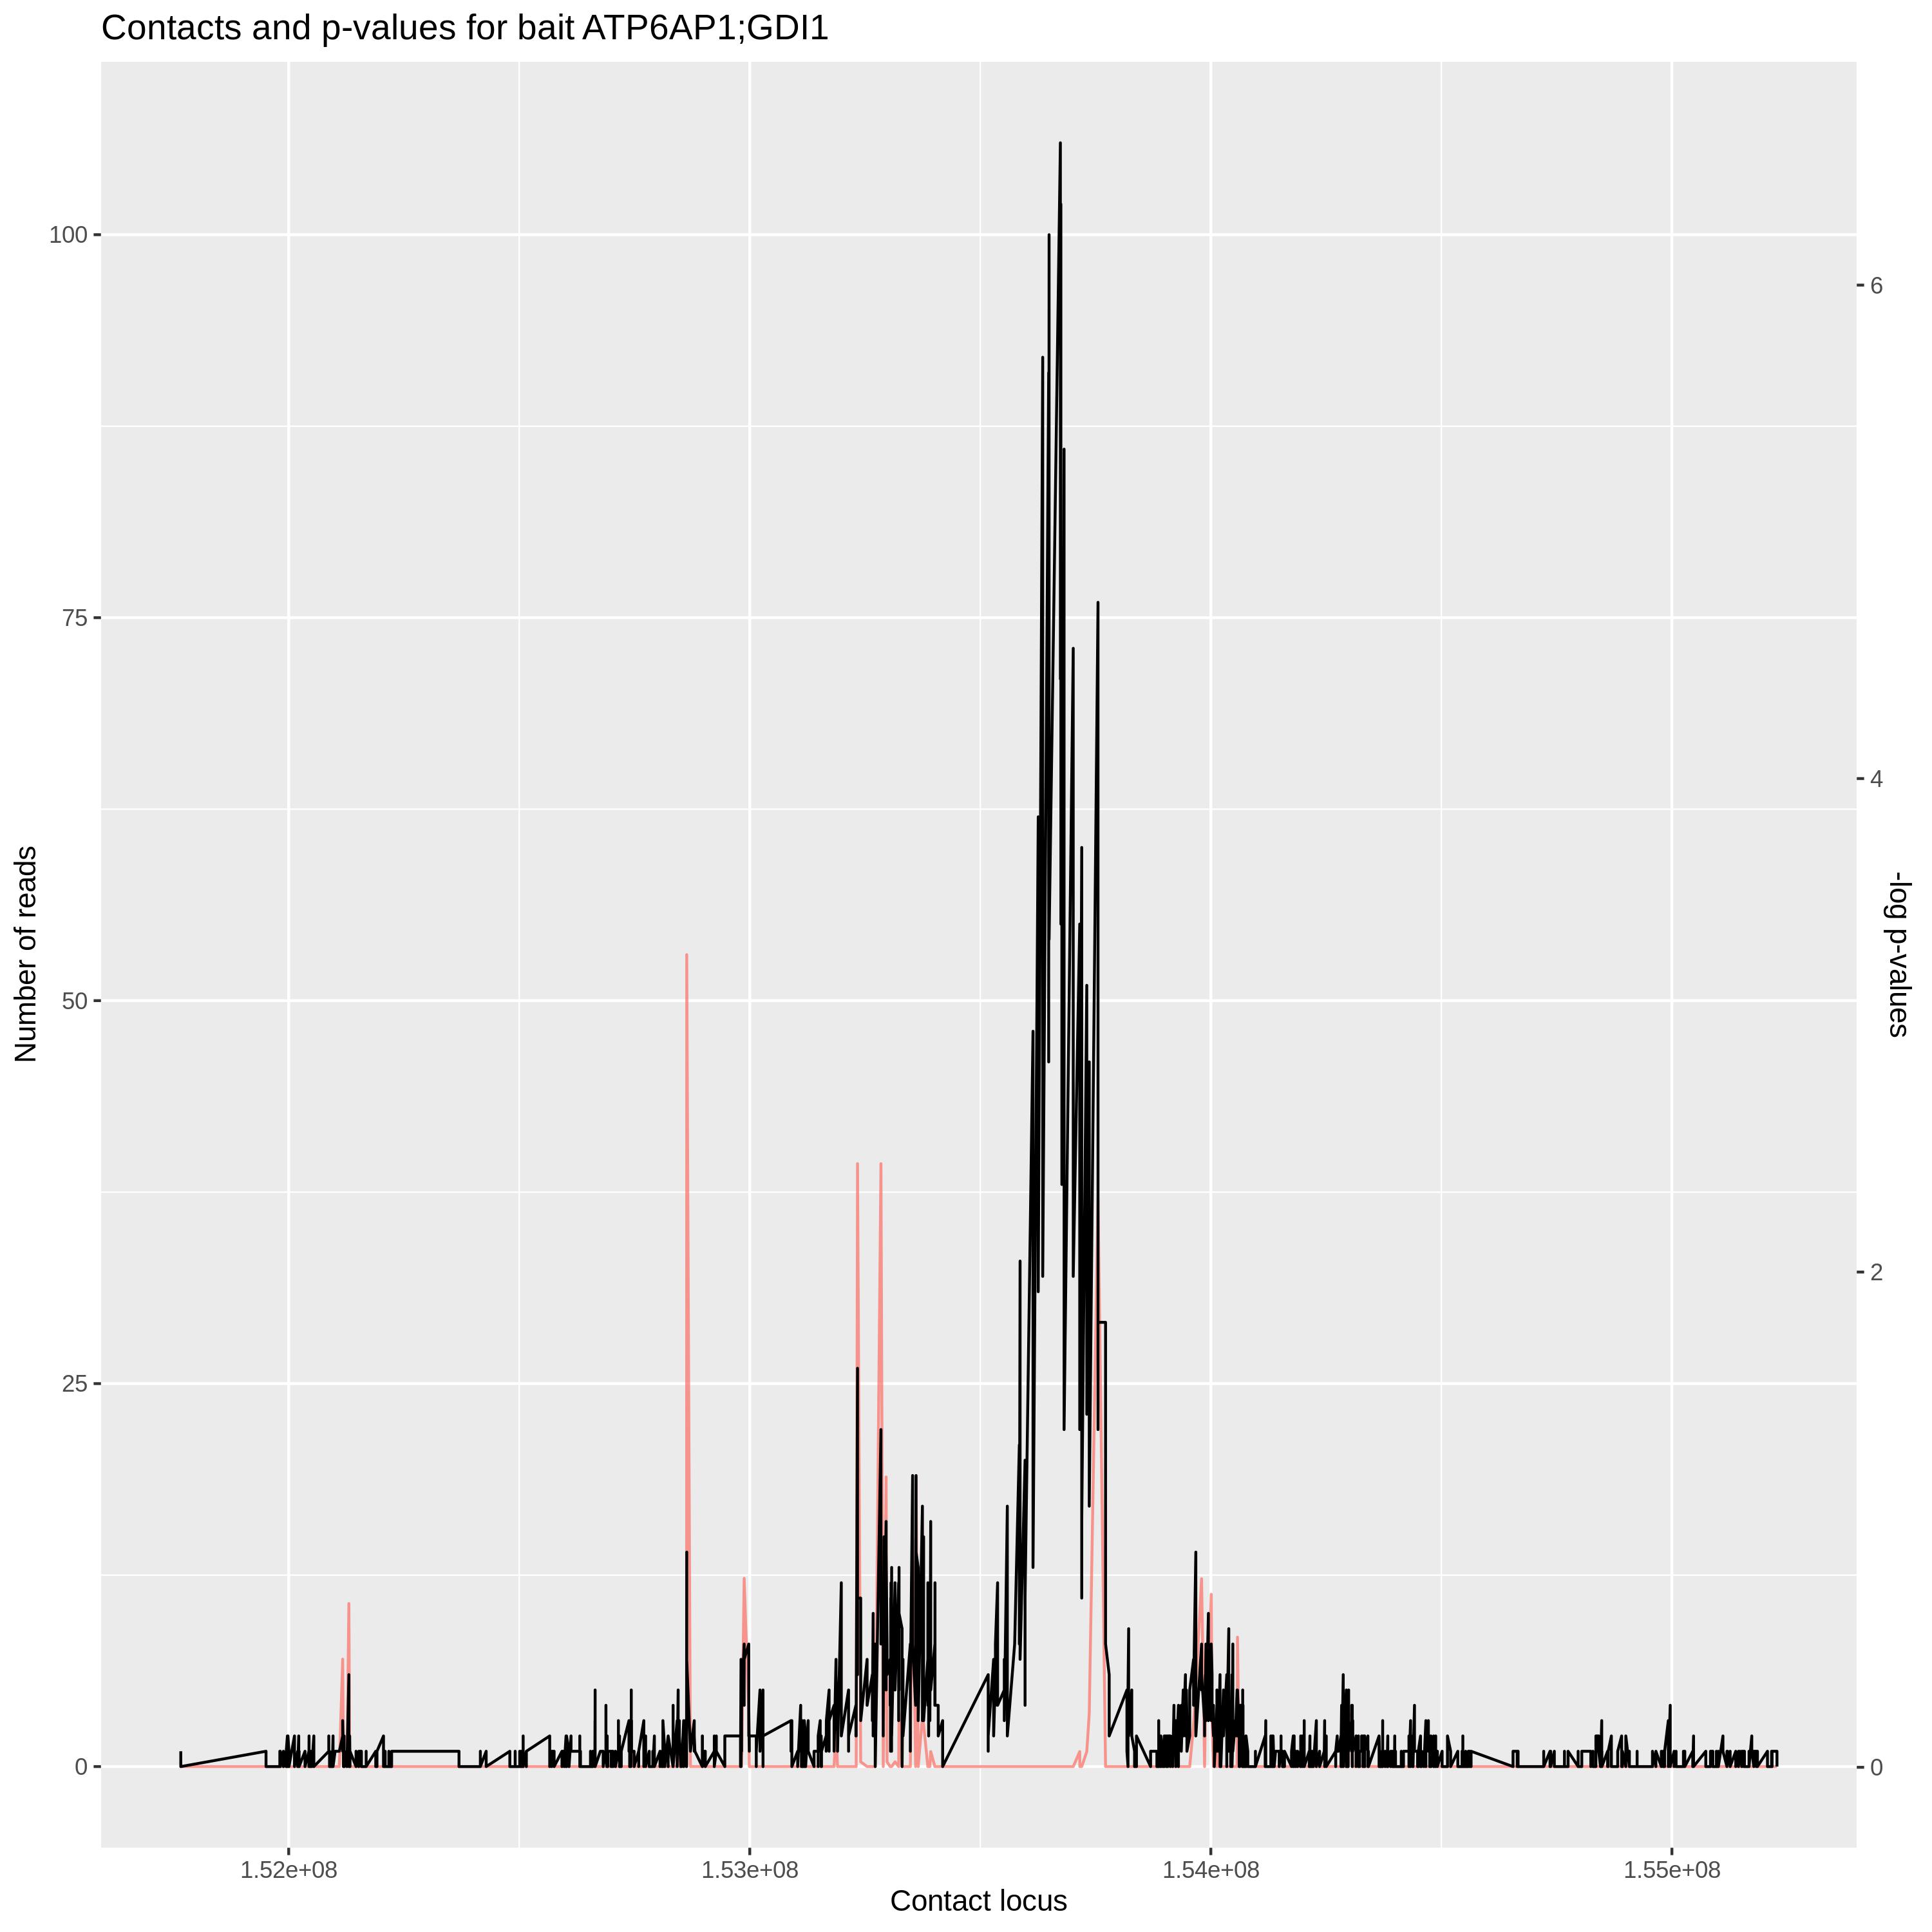 Contacts and p-values for bait ATP6AP1;GDI1
100
75
50
25
0
6
4
2
0
Number of reads
-log p-values
1.52e+08
1.53e+08
1.54e+08
1.55e+08
Contact locus